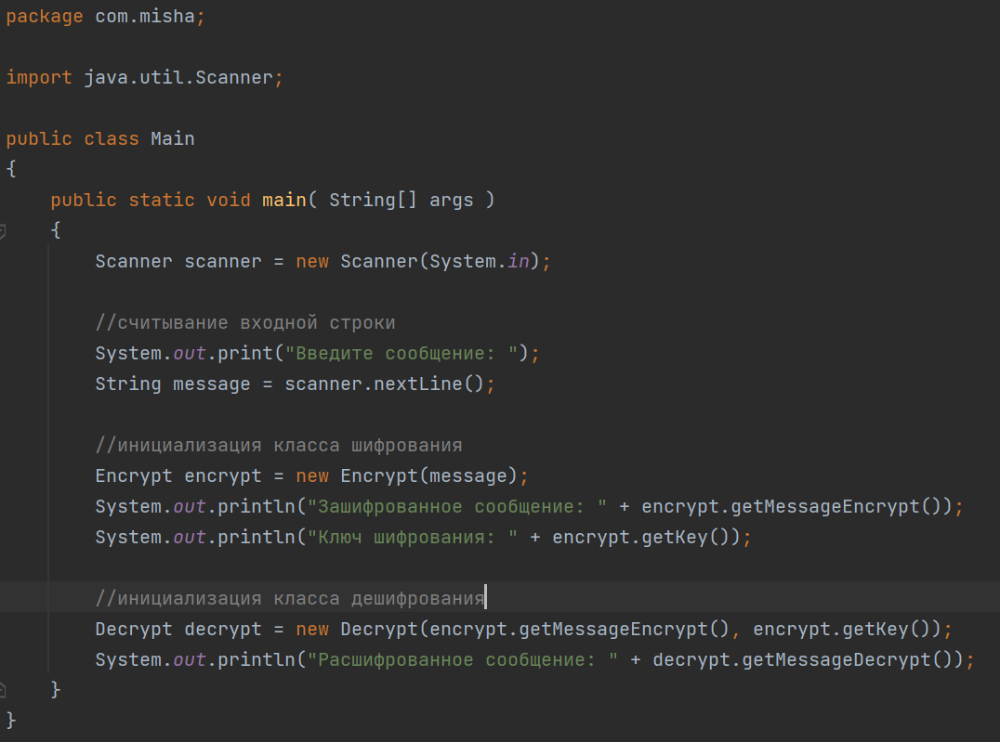 package com.misha;
import java.util.Scanner;
public class Main
{
public static void main( String[] args )
{
Scanner scanner = new Scanner(System.in);
//считывание входной строки
System.out.print("Введите сообщение: ");
String message = scanner.nextLine();
//инициализация класса шифрования
Encrypt encrypt = new Encrypt(message);
System.out.println("Зашифрованное сообщение: " + encrypt.getMessageEncrypt());
System.out.println("Ключ шифрования: " + encrypt.getKey());
//инициализация класса дешифрования
Decrypt decrypt = new Decrypt(encrypt.getMessageEncrypt(), encrypt.getKey());
System.out.println("Расшифрованное сообщение: " + decrypt.getMessageDecrypt());
}
}